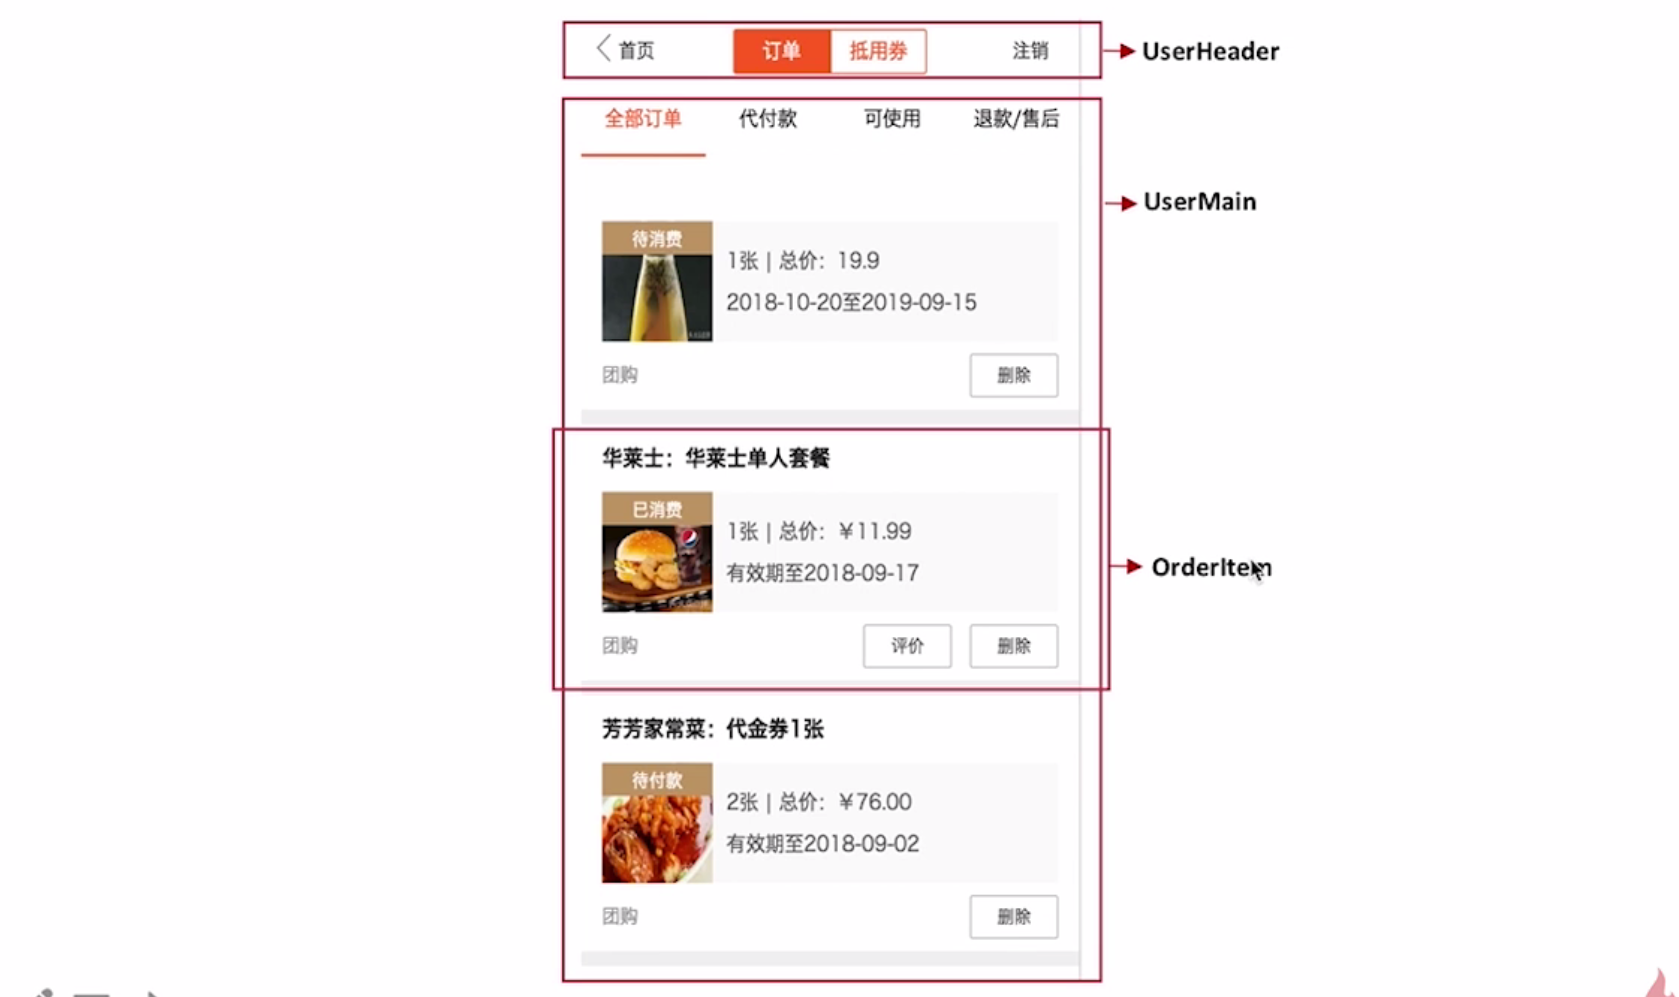 首页 订单 抵用券 注销
UserHeader
全部订单 代付款 可使用 退款/售后
UserMain
待消费
1张 | 总价：19.9
2018-10-20至2019-09-15
团购 删除
华莱士：华莱士单人套餐
已消费
1张 | 总价：￥11.99
有效期至2018-09-17
OrderItem
团购 评价 删除
芳芳家常菜：代金券1张
待付款
2张 | 总价：￥76.00
有效期至2018-09-02
团购 删除